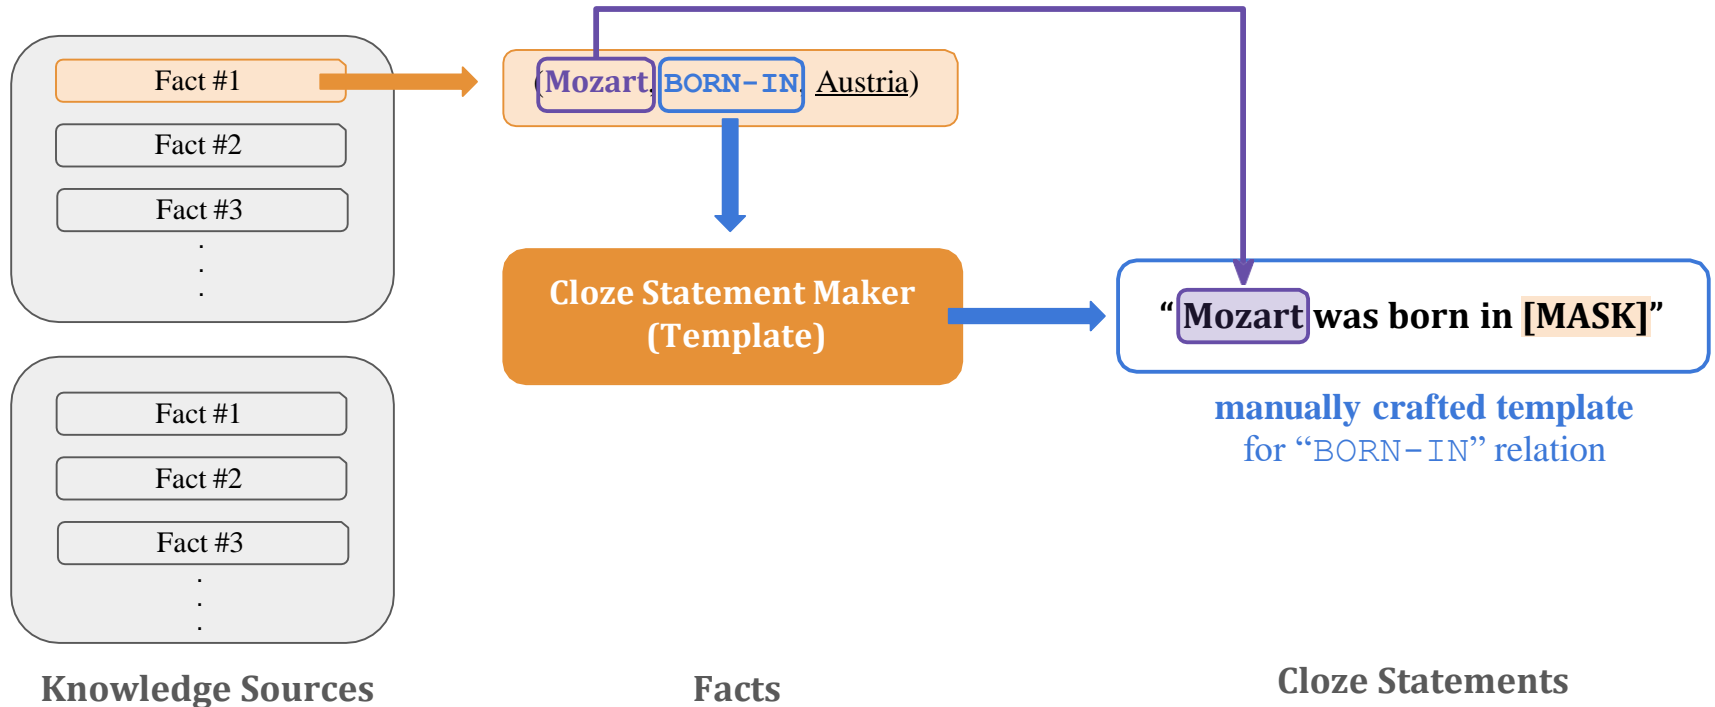 Fact #1
Fact #2
Fact #3
.
.
.
Fact #1
Fact #2
Fact #3
.
.
.
Knowledge Sources
(Mozart, BORN-IN, Austria)
Cloze Statement Maker
(Template)
Facts
“Mozart was born in [MASK]”
manually crafted template
for “BORN-IN” relation
Cloze Statements